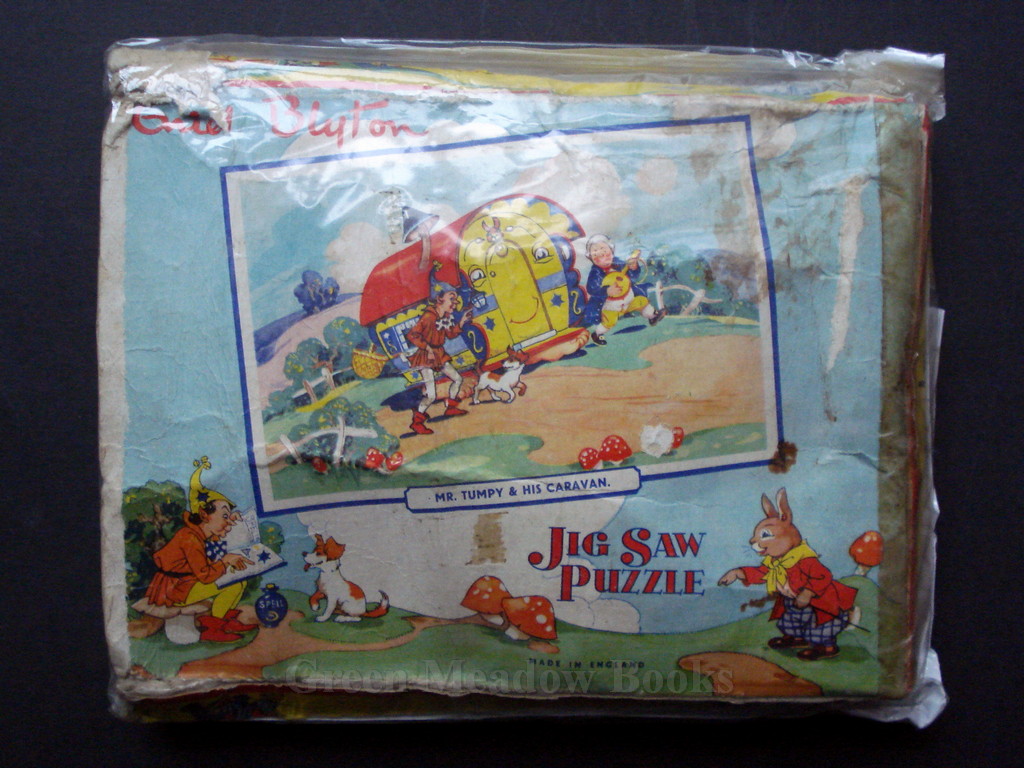 Enid Blyton
MR. TUMPY & HIS CARAVAN.
JIG SAW
PUZZLE
SPELL
MADE IN ENGLAND
Green Meadow Books